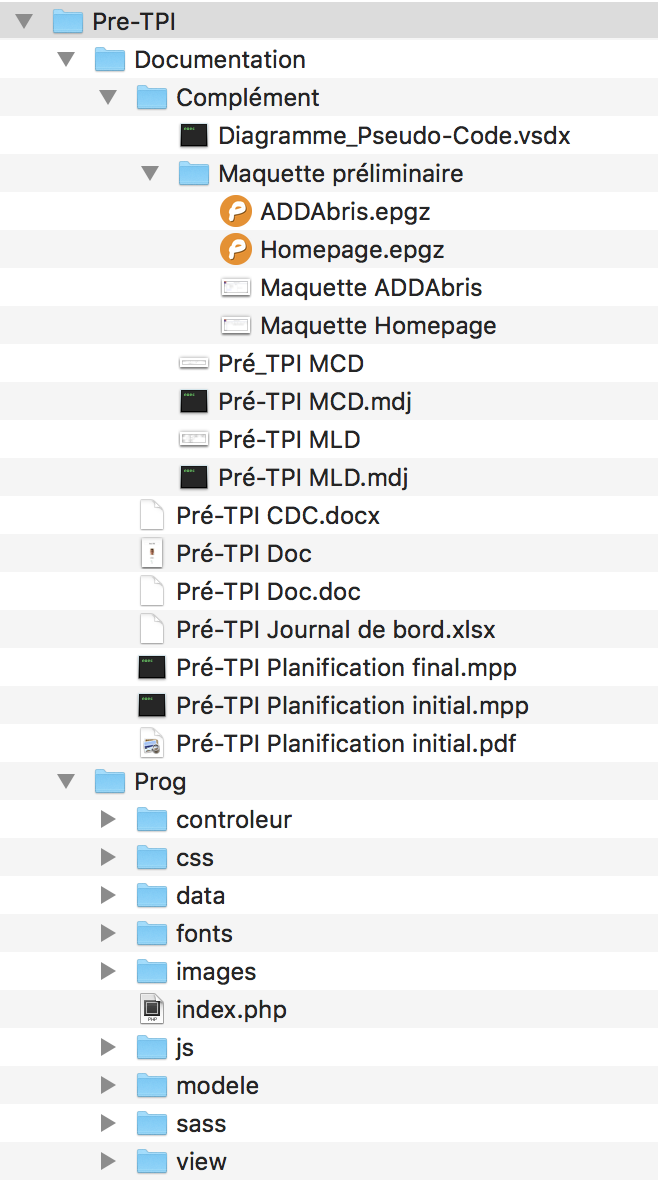 Pre-TPI
Documentation
Complément
Diagramme_Pseudo-Code.vsdx
Maquette préliminaire
ADDAbris.epgz
Homepage.epgz
Maquette ADDAbris
Maquette Homepage
Pré_TPI MCD
Pré-TPI MCD.mdj
Pré-TPI MLD
Pré-TPI MLD.mdj
Pré-TPI CDC.docx
Pré-TPI Doc
Pré-TPI Doc.doc
Pré-TPI Journal de bord.xlsx
Pré-TPI Planification final.mpp
Pré-TPI Planification initial.mpp
Pré-TPI Planification initial.pdf
Prog
controleur
css
data
fonts
images
index.php
js
modele
sass
view